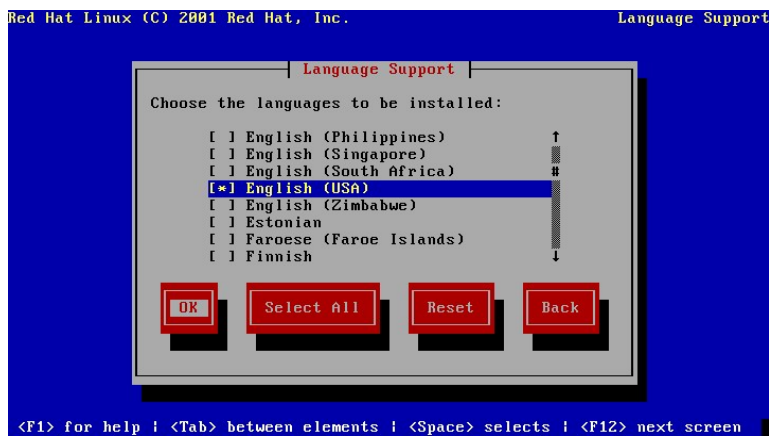 Red Hat Linux (C) 2001 Red Hat, Inc. Language Support
Language Support
Choose the languages to be installed:
[ ] English (Philippines) ↑
[ ] English (Singapore)
[ ] English (South Africa) #
[*] English (USA)
[ ] English (Zimbabwe)
[ ] Estonian
[ ] Faroese (Faroe Islands)
[ ] Finnish ↓
OK Select All Reset Back
<F1> for help | <Tab> between elements | <Space> selects | <F12> next screen